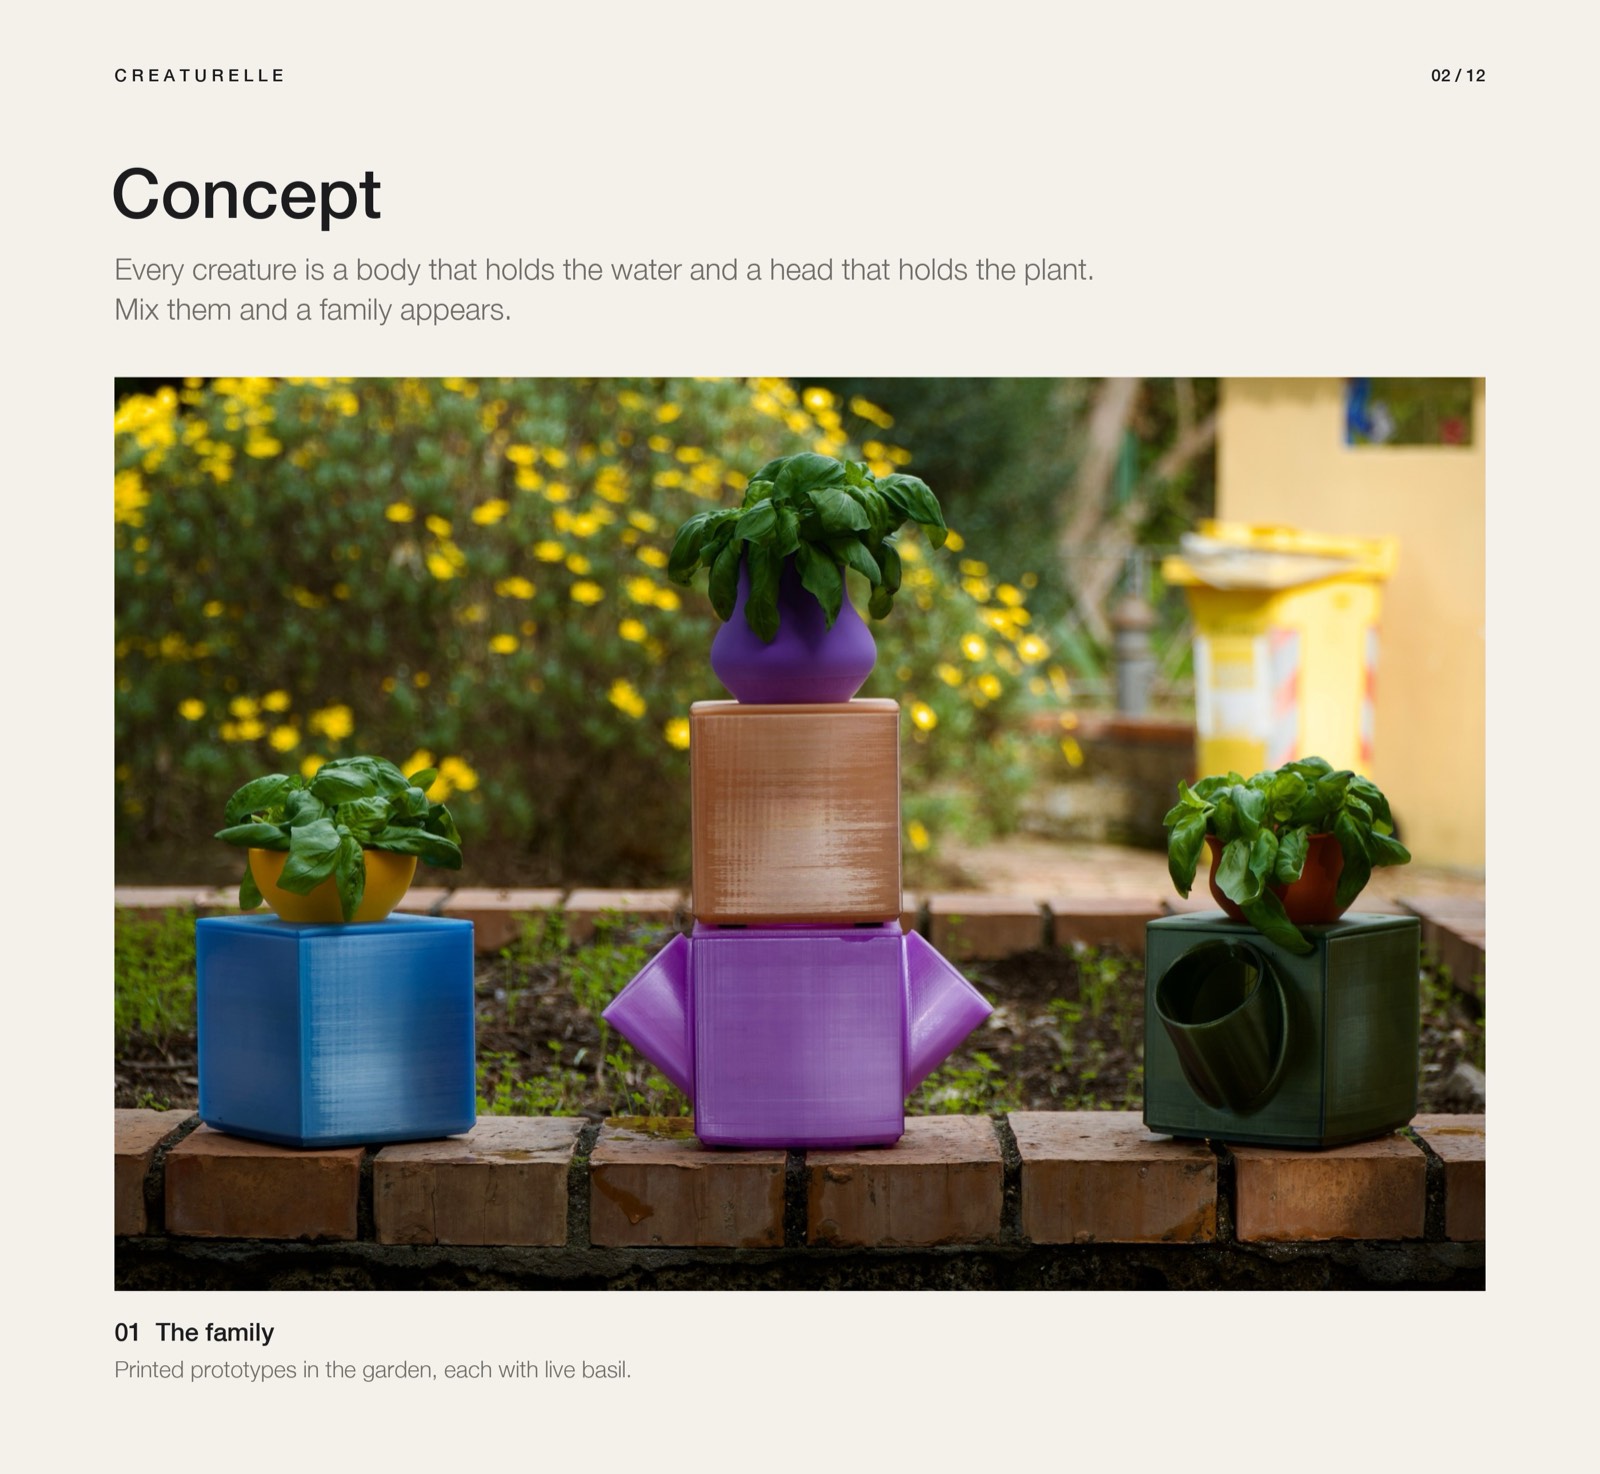 CREATURELLE
02 / 12
Concept
Every creature is a body that holds the water and a head that holds the plant.
Mix them and a family appears.
01 The family
Printed prototypes in the garden, each with live basil.